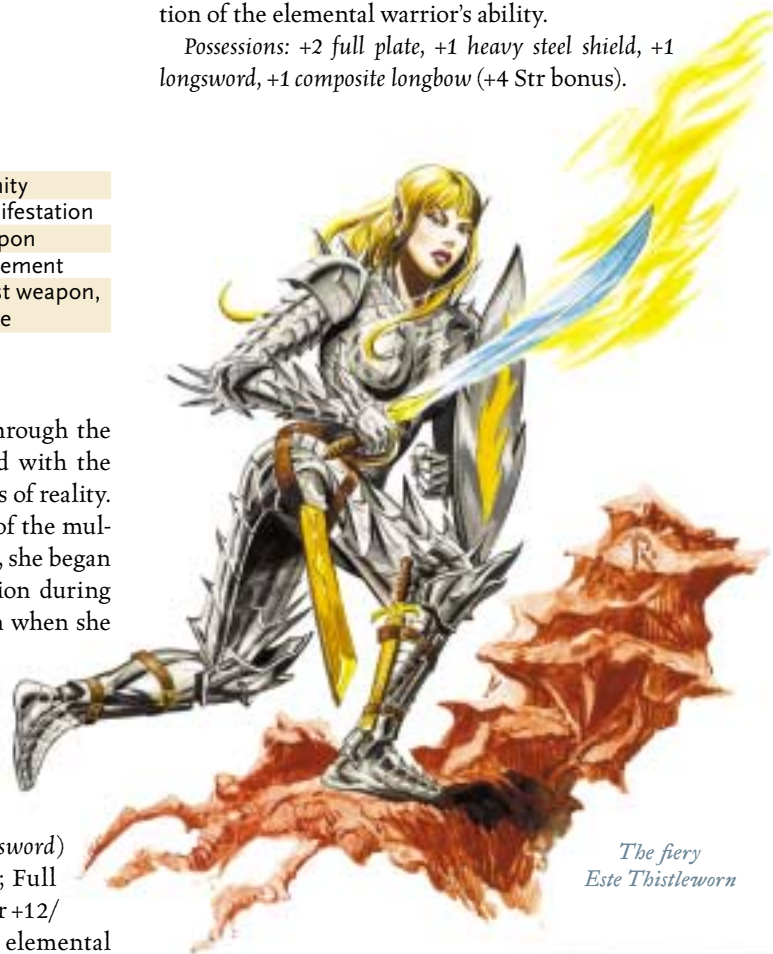 tion of the elemental warrior's ability.
Possessions: +2 full plate, +1 heavy steel shield, +1
longsword, +1 composite longbow (+4 Str bonus).
nity
ifestation
pon
ement
st weapon,
e
hrough the
d with the
s of reality.
of the mul-
, she began
ion during
n when she
sword)
; Full
r +12/
elemental
The fiery
Este Thistleworn
R